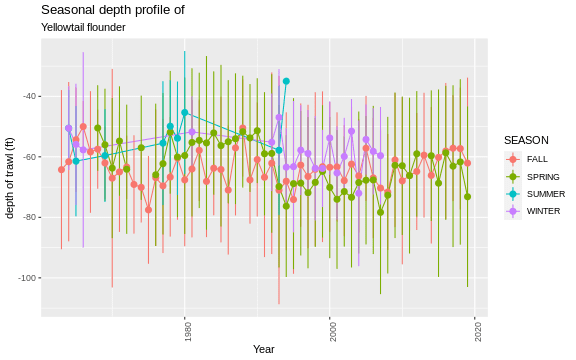 Seasonal depth profile of
Yellowtail flounder
depth of trawl (ft)
-40
-60
-80
-100
1980
2000
2020
Year
SEASON
FALL
SPRING
SUMMER
WINTER